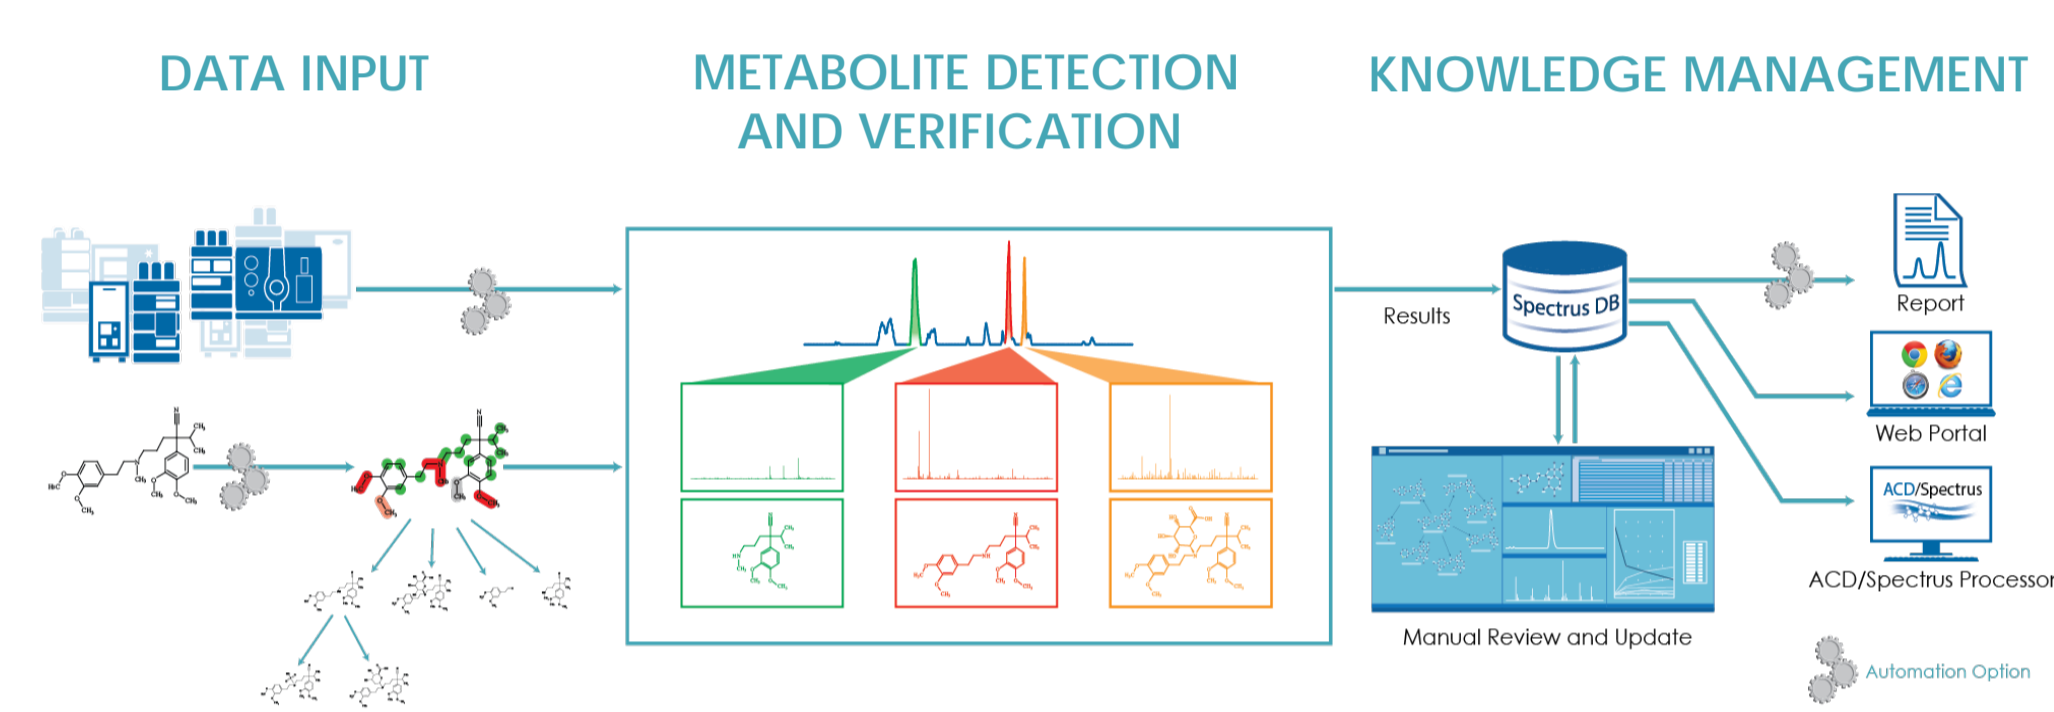 DATA INPUT
METABOLITE DETECTION
AND VERIFICATION
KNOWLEDGE MANAGEMENT
Results
Spectrus DB
Report
Web Portal
ACD/Spectrus
ACD/Spectrus Processor
Manual Review and Update
Automation Option